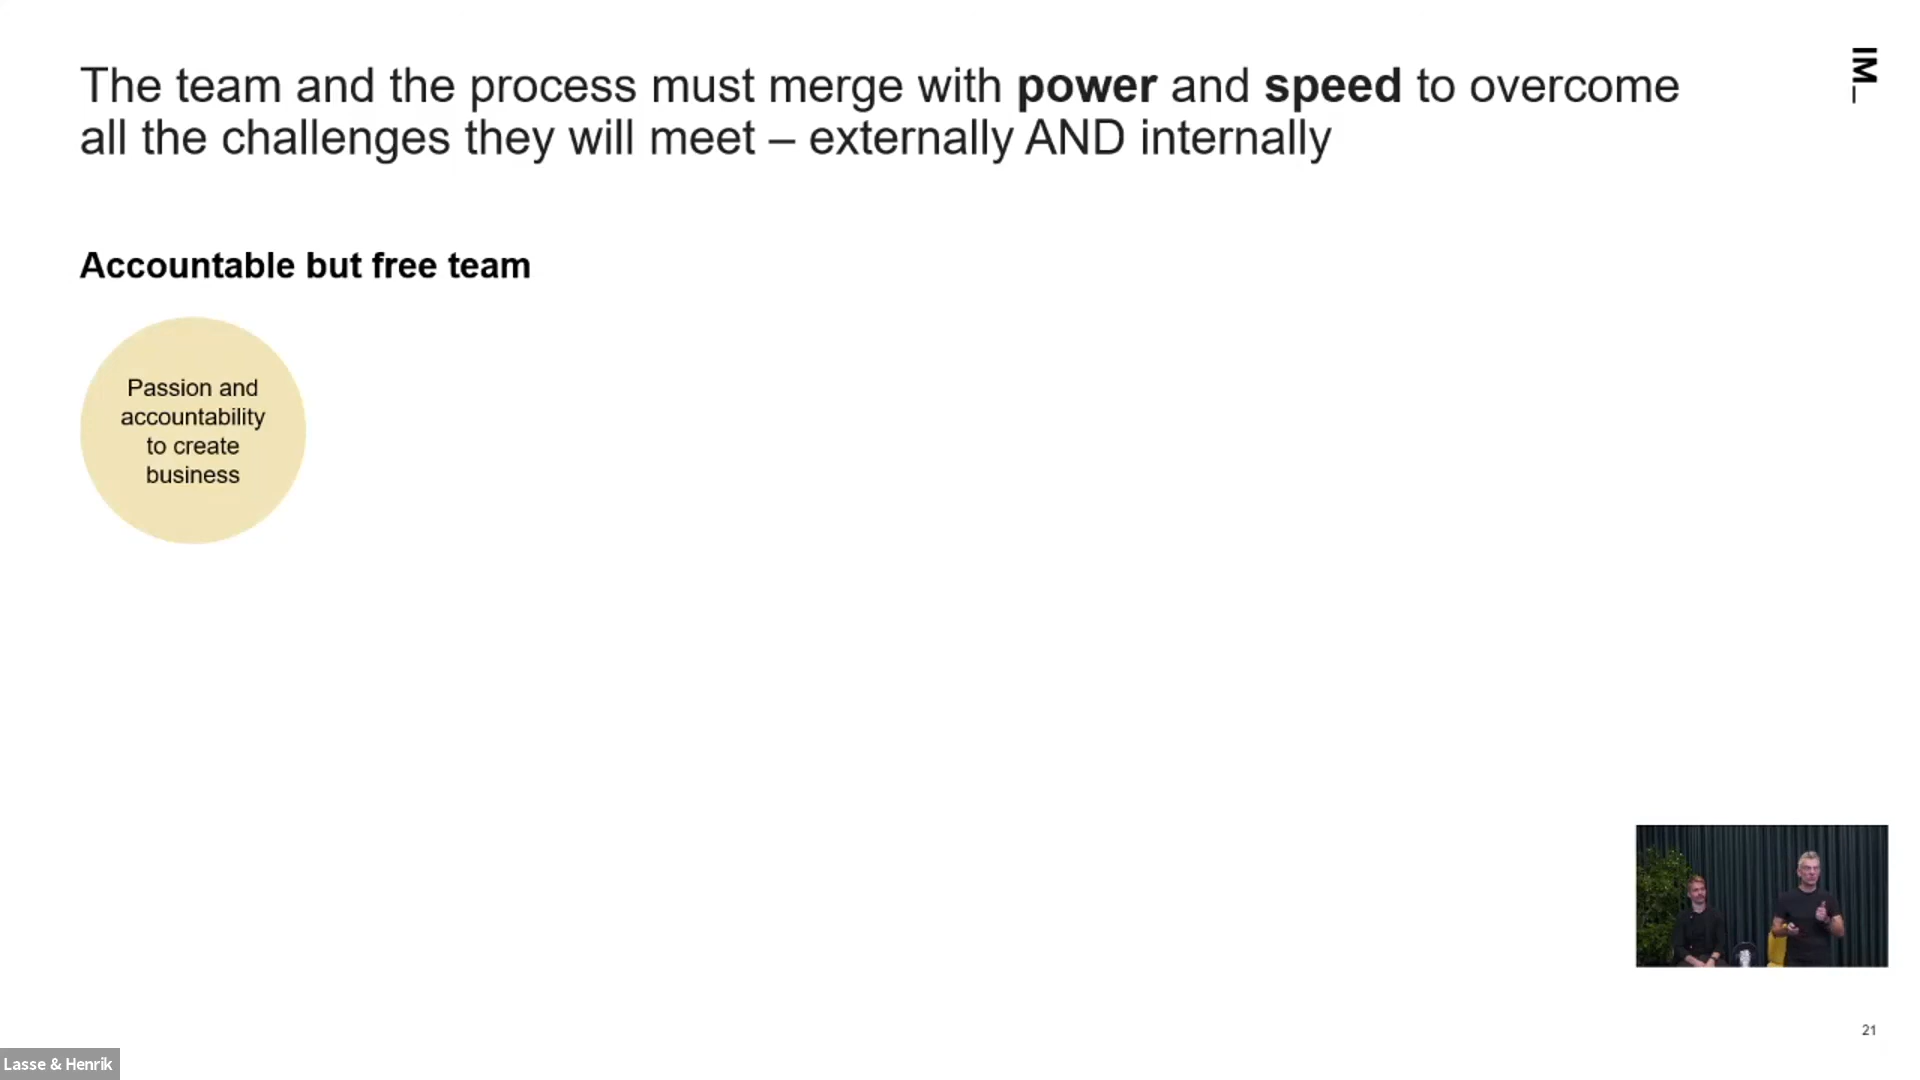 The team and the process must merge with power and speed to overcome
all the challenges they will meet – externally AND internally
IM_
Accountable but free team
Passion and
accountability
to create
business
21
Lasse & Henrik